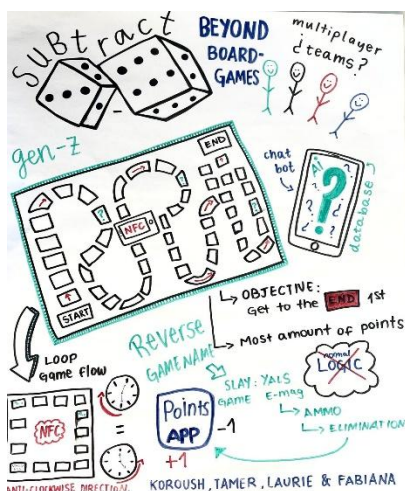 SUBtract
BEYOND
BOARD-
GAMES
multiplayer
¿ teams?
gen-Z
END
NFC
START
?
?
chat
bot
AI
?
database
OBJECTIVE:
Get to the END 1st
Most amount of points
Reverse
GAME NAME
normal
LOGIC
SLAY: YALS
GAME E-mag
AMMO
ELIMINATION
LOOP
Game flow
NFC
=
ANTI-CLOCKWISE DIRECTION
Points
APP
-1
+1
KOROUSH, TAMER, LAURIE & FABIANA